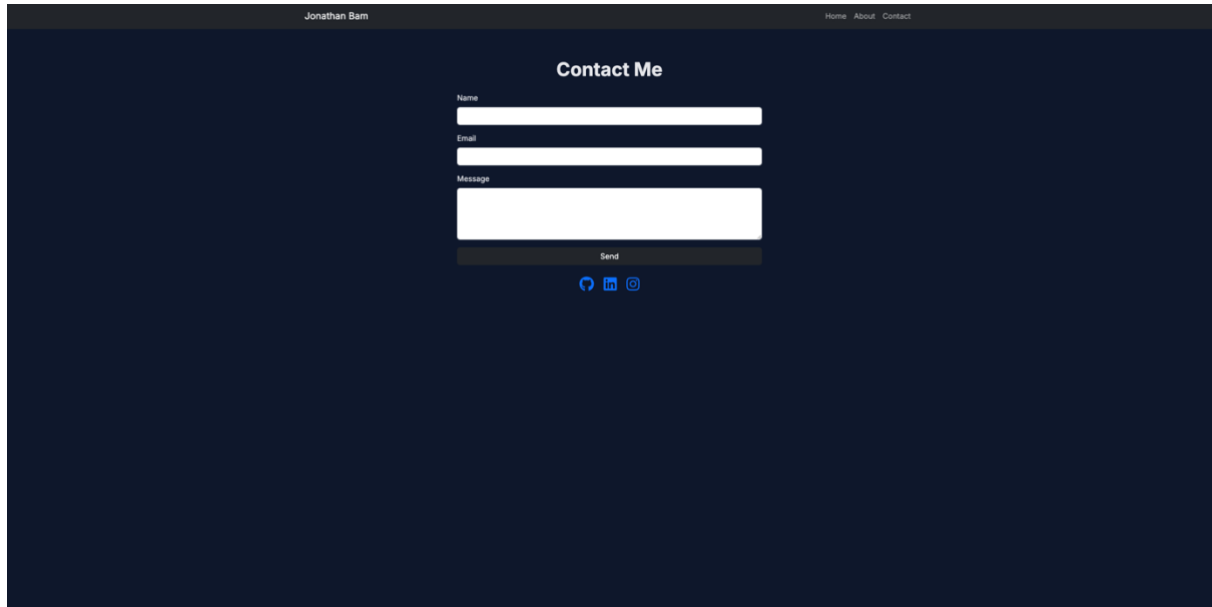 Jonathan Bam
Home About Contact
Contact Me
Name
Email
Message
Send